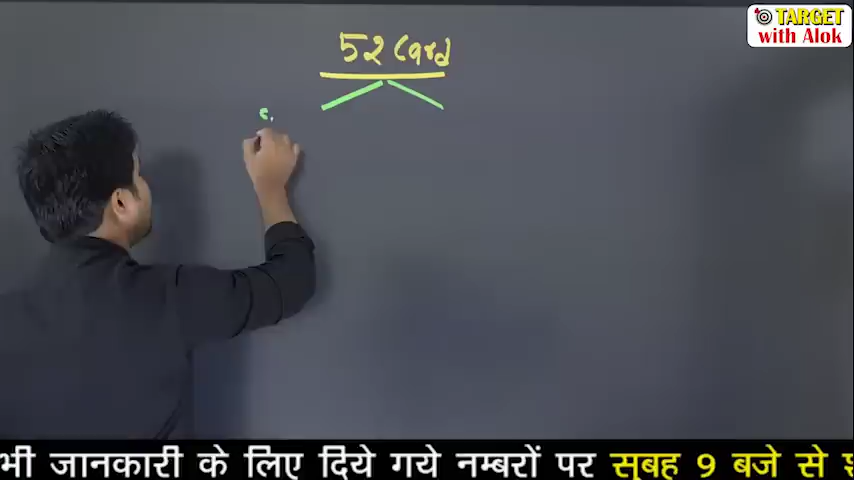 TARGET
with Alok
52 Card
भी जानकारी के लिए दिये गये नम्बरों पर सुबह 9 बजे से